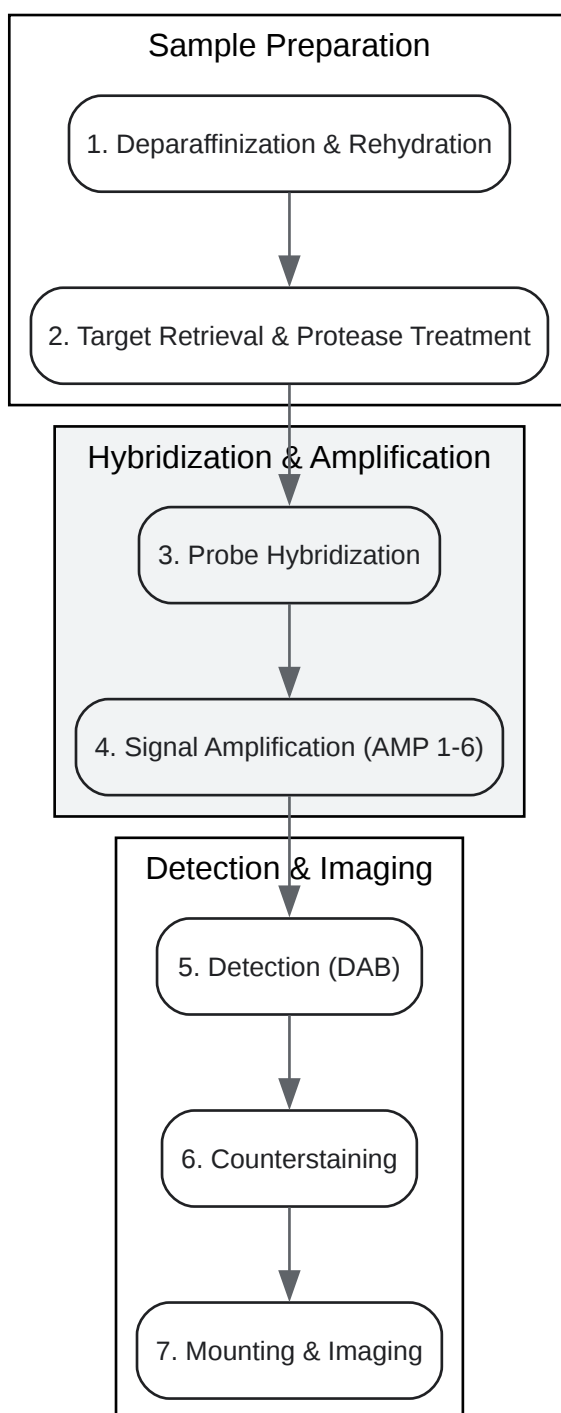 Sample Preparation
1. Deparaffinization & Rehydration
2. Target Retrieval & Protease Treatment
Hybridization & Amplification
3. Probe Hybridization
4. Signal Amplification (AMP 1-6)
Detection & Imaging
5. Detection (DAB)
6. Counterstaining
7. Mounting & Imaging